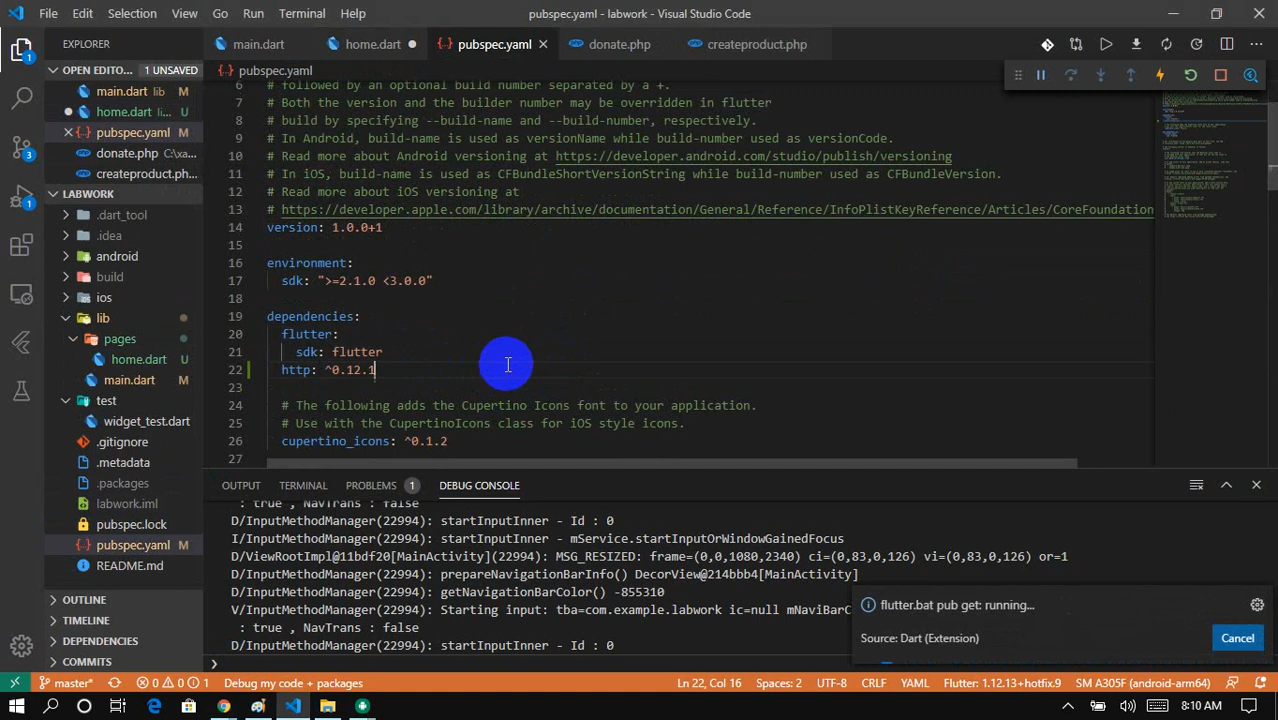 File Edit Selection View Go Run Terminal Help pubspec.yaml - labwork - Visual Studio Code
EXPLORER main.dart home.dart pubspec.yaml donate.php createproduct.php
OPEN EDITO... 1 UNSAVED
main.dart lib M
home.dart li...
pubspec.yaml M
donate.php C:\xa...
createproduct.php...
LABWORK
.dart_tool
.idea
android
build
ios
lib
pages
home.dart
main.dart M
test
widget_test.dart
.gitignore
.metadata
.packages
labwork.iml
pubspec.lock
pubspec.yaml M
README.md
OUTLINE
TIMELINE
DEPENDENCIES
COMMITS
1
3
1
pubspec.yaml
6 # followed by an optional build number separated by a +.
7 # Both the version and the builder number may be overridden in flutter
8 # build by specifying --build-name and --build-number, respectively.
9 # In Android, build-name is used as versionName while build-number used as versionCode.
10 # Read more about Android versioning at https://developer.android.com/studio/publish/versioning
11 # In iOS, build-name is used as CFBundleShortVersionString while build-number used as CFBundleVersion.
12 # Read more about iOS versioning at
13 # https://developer.apple.com/library/archive/documentation/General/Reference/InfoPlistKeyReference/Articles/CoreFoundation
14 version: 1.0.0+1
15
16 environment:
17 sdk: ">=2.1.0 <3.0.0"
18
19 dependencies:
20 flutter:
21 sdk: flutter
22 http: ^0.12.1
23
24 # The following adds the Cupertino Icons font to your application.
25 # Use with the CupertinoIcons class for iOS style icons.
26 cupertino_icons: ^0.1.2
27
OUTPUT TERMINAL PROBLEMS 1 DEBUG CONSOLE
: true , NavTrans : false
D/InputMethodManager(22994): startInputInner - Id : 0
I/InputMethodManager(22994): startInputInner - mService.startInputOrWindowGainedFocus
D/ViewRootImpl@11bdf20[MainActivity](22994): MSG_RESIZED: frame=(0,0,1080,2340) ci=(0,83,0,126) vi=(0,83,0,126) or=1
D/InputMethodManager(22994): prepareNavigationBarInfo() DecorView@214bbb4[MainActivity]
D/InputMethodManager(22994): getNavigationBarColor() -855310
V/InputMethodManager(22994): Starting input: tba=com.example.labwork ic=null mNaviBarC
: true , NavTrans : false
D/InputMethodManager(22994): startInputInner - Id : 0
flutter.bat pub get: running...
Source: Dart (Extension) Cancel
master* 0 0 1 Debug my code + packages Ln 22, Col 16 Spaces: 2 UTF-8 CRLF YAML Flutter: 1.12.13+hotfix.9 SM A305F (android-arm64)
8:10 AM